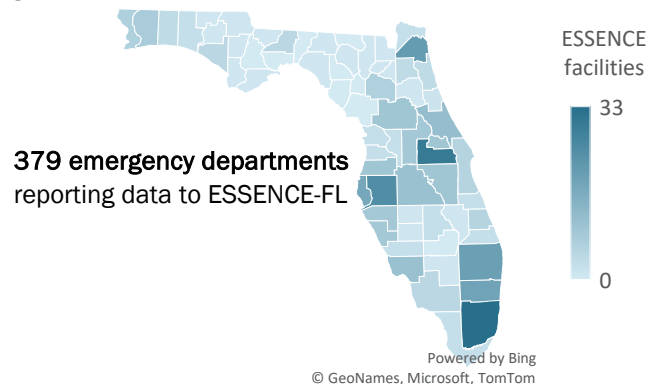 ESSENCE
facilities
33
379 emergency departments
reporting data to ESSENCE-FL
0
Powered by Bing
© GeoNames, Microsoft, TomTom